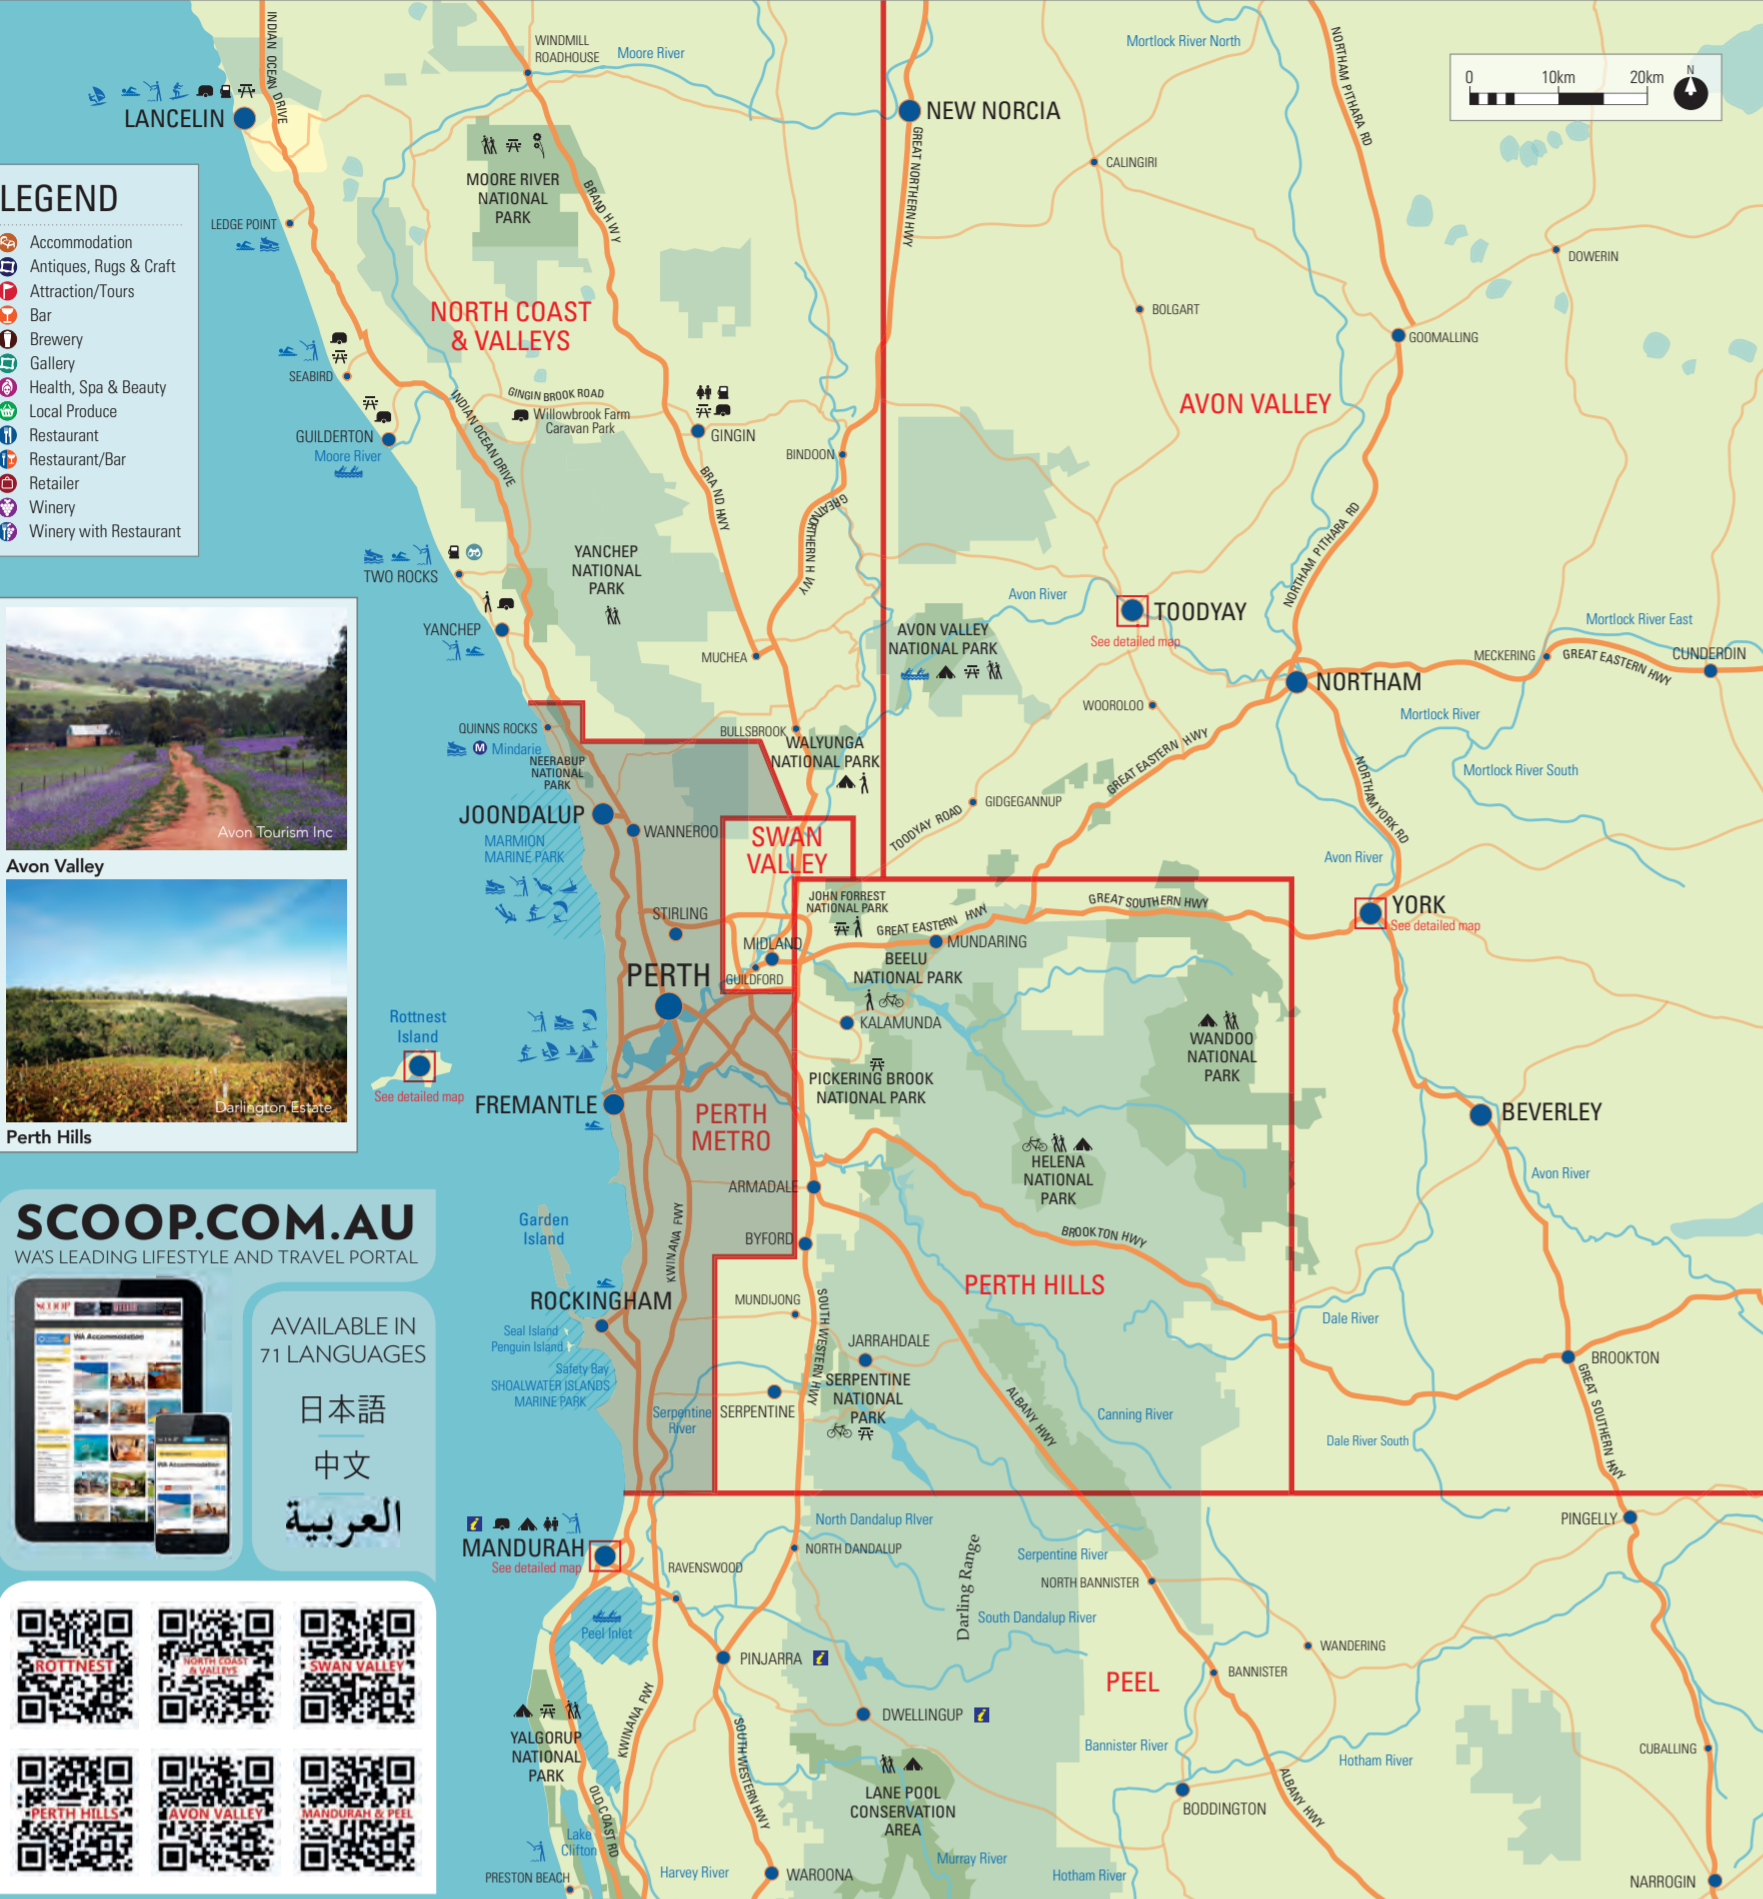 INDIAN OCEAN DRIVE
WINDMILL
ROADHOUSE
Moore River
Mortlock River North
NORTHAM PITHARA RD
0 10km 20km
N
LANCELIN
NEW NORCIA
GREAT NORTHERN HWY
CALINGIRI
MOORE RIVER
NATIONAL
PARK
BRAND HWY
LEGEND
Accommodation
Antiques, Rugs & Craft
Attraction/Tours
Bar
Brewery
Gallery
Health, Spa & Beauty
Local Produce
Restaurant
Restaurant/Bar
Retailer
Winery
Winery with Restaurant
LEDGE POINT
DOWERIN
NORTH COAST
& VALLEYS
BOLGART
GOOMALLING
SEABIRD
INDIAN OCEAN DRIVE
GINGIN BROOK ROAD
Willowbrook Farm
Caravan Park
GINGIN
AVON VALLEY
GUILDERTON
Moore River
BINDOON
BRAND HWY
GREAT NORTHERN HWY
NORTHAM PITHARA RD
TWO ROCKS
YANCHEP
NATIONAL
PARK
Avon River
TOODYAY
See detailed map
Mortlock River East
YANCHEP
AVON VALLEY
NATIONAL PARK
MUCHEA
MECKERING
GREAT EASTERN HWY
CUNDERDIN
NORTHAM
WOOROLOO
Mortlock River
QUINNS ROCKS
M
Mindarie
BULLSBROOK
WALYUNGA
NATIONAL PARK
GREAT EASTERN HWY
NEERABUP
NATIONAL
PARK
Mortlock River South
NORTHAM YORK RD
JOONDALUP
WANNEROO
GIDGEGANNUP
TOODYAY ROAD
SWAN
VALLEY
MARMION
MARINE PARK
Avon River
Avon Tourism Inc
Avon Valley
STIRLING
JOHN FORREST
NATIONAL PARK
GREAT EASTERN HWY
GREAT SOUTHERN HWY
YORK
See detailed map
MIDLAND
MUNDARING
GUILDFORD
BEELU
NATIONAL PARK
PERTH
Rottnest
Island
See detailed map
KALAMUNDA
WANDOO
NATIONAL
PARK
PICKERING BROOK
NATIONAL PARK
FREMANTLE
PERTH
METRO
BEVERLEY
Darlington Estate
Perth Hills
HELENA
NATIONAL
PARK
Avon River
ARMADALE
SCOOP.COM.AU
WA'S LEADING LIFESTYLE AND TRAVEL PORTAL
Garden
Island
KWINANA FWY
BYFORD
BROOKTON HWY
PERTH HILLS
ROCKINGHAM
MUNDIJONG
SOUTH WESTERN HWY
AVAILABLE IN
71 LANGUAGES
日本語
中文
العربية
SCOOP
WA Accommodation
WA Accommodation
Seal Island
Penguin Island
Safety Bay
SHOALWATER ISLANDS
MARINE PARK
JARRAHDALE
Dale River
SERPENTINE
NATIONAL
PARK
BROOKTON
Serpentine
River
SERPENTINE
ALBANY HWY
Canning River
GREAT SOUTHERN HWY
Dale River South
MANDURAH
See detailed map
North Dandalup River
NORTH DANDALUP
Darling Range
Serpentine River
PINGELLY
RAVENSWOOD
NORTH BANNISTER
South Dandalup River
Peel Inlet
PINJARRA
WANDERING
PEEL
BANNISTER
DWELLINGUP
YALGORUP
NATIONAL
PARK
KWINANA FWY
SOUTH WESTERN HWY
Bannister River
Hotham River
CUBALLING
LANE POOL
CONSERVATION
AREA
BODDINGTON
ALBANY HWY
OLD COAST RD
Lake
Clifton
Murray River
PRESTON BEACH
Harvey River
WAROONA
Hotham River
NARROGIN
ROTTNEST
NORTH COAST
& VALLEYS
SWAN VALLEY
PERTH HILLS
AVON VALLEY
MANDURAH & PEEL